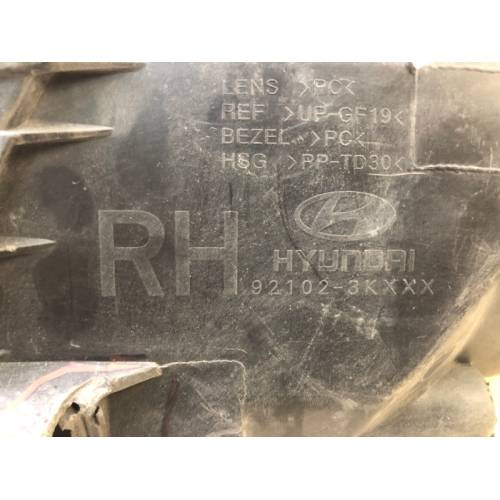 LENS >PC<
REF >UP-GF19<
BEZEL >PC<
HSG >PP-TD30<
RH
HYUNDAI
92102-3KXXX